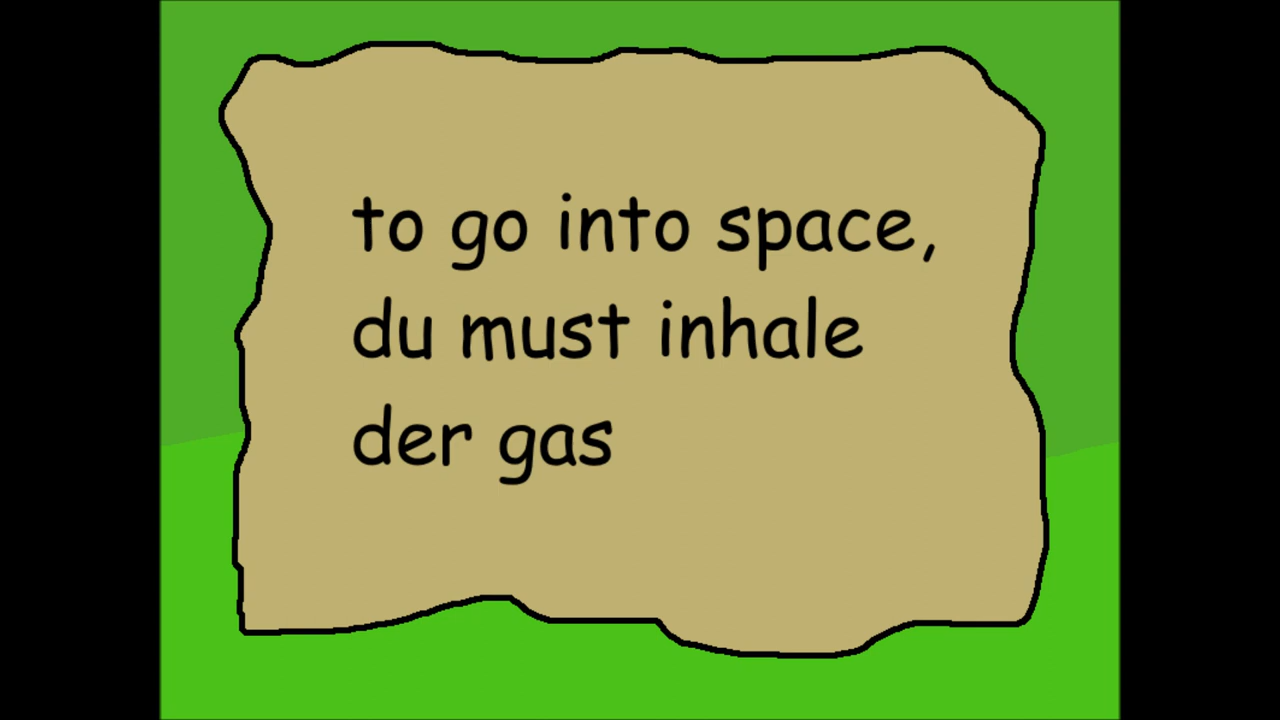 to go into space,
du must inhale
der gas